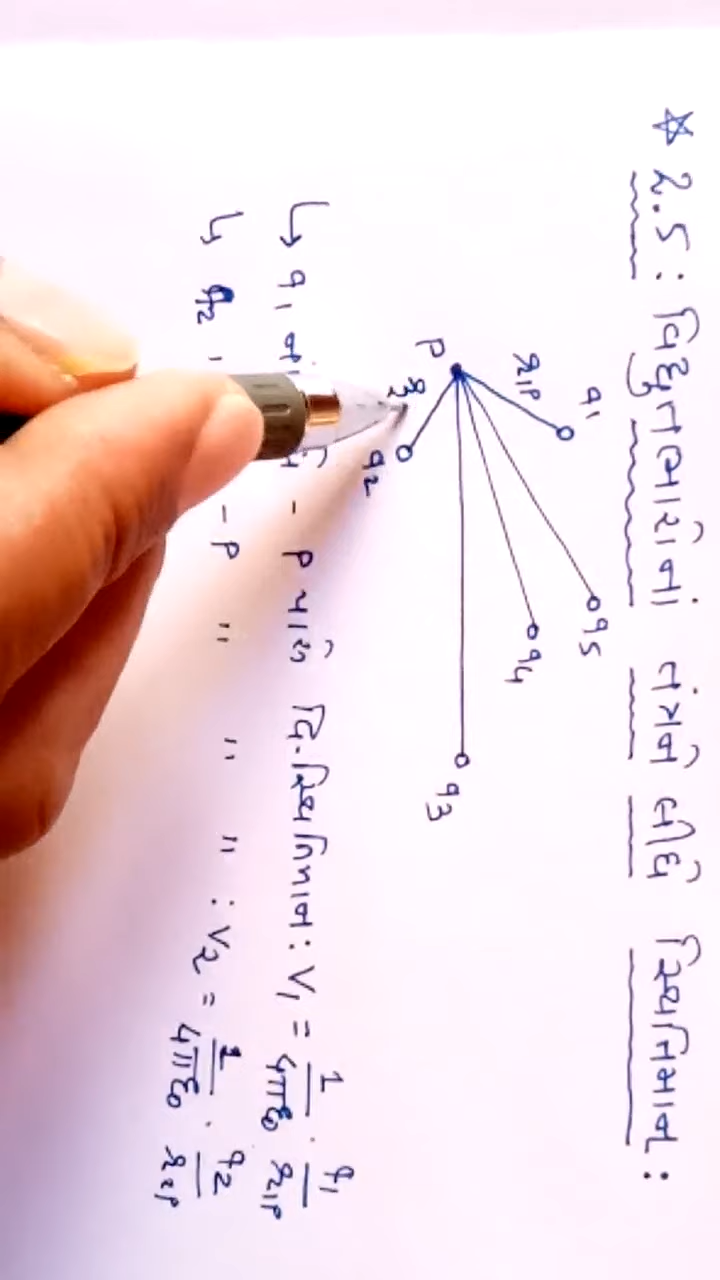 ☆ 2.5 : વિદ્યુતભારોનાં તંત્રને લીધે સ્થિતિમાન :
q1
r1P
P
q5
q4
q2
q3
↳ q1 - P પાસે વિ.સ્થિતિમાન : V1 = 1/4πε0 . q1/r1P
↳ q2 - P " " " : V2 = 1/4πε0 . q2/r2P